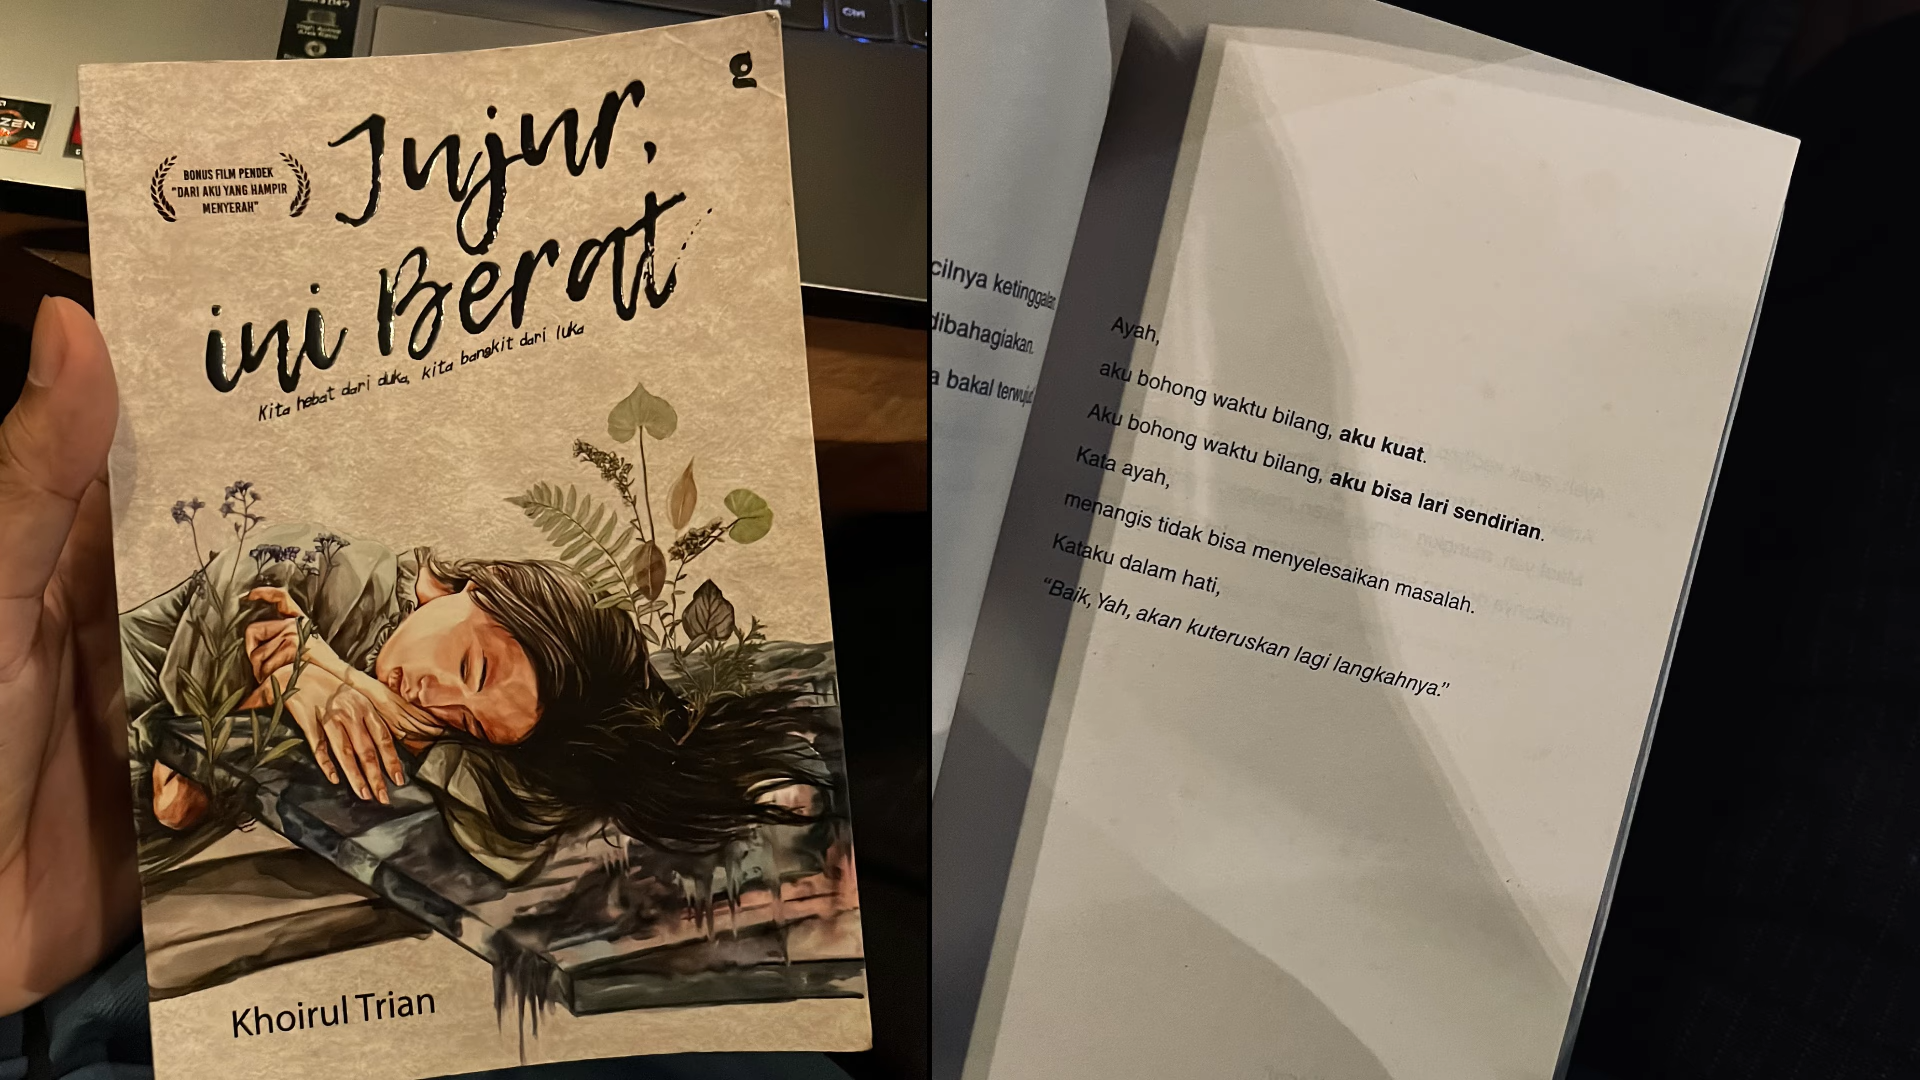 Ctrl
ZEN
3
g
BONUS FILM PENDEK
"DARI AKU YANG HAMPIR
MENYERAH"
Jujur,
ini Berat
Kita hebat dari duka, kita bangkit dari luka
Khoirul Trian
cilnya ketinggalan
dibahagiakan.
a bakal terwujud
Ayah,
aku bohong waktu bilang, aku kuat.
Aku bohong waktu bilang, aku bisa lari sendirian.
Kata ayah,
menangis tidak bisa menyelesaikan masalah.
Kataku dalam hati,
“Baik, Yah, akan kuteruskan lagi langkahnya.”